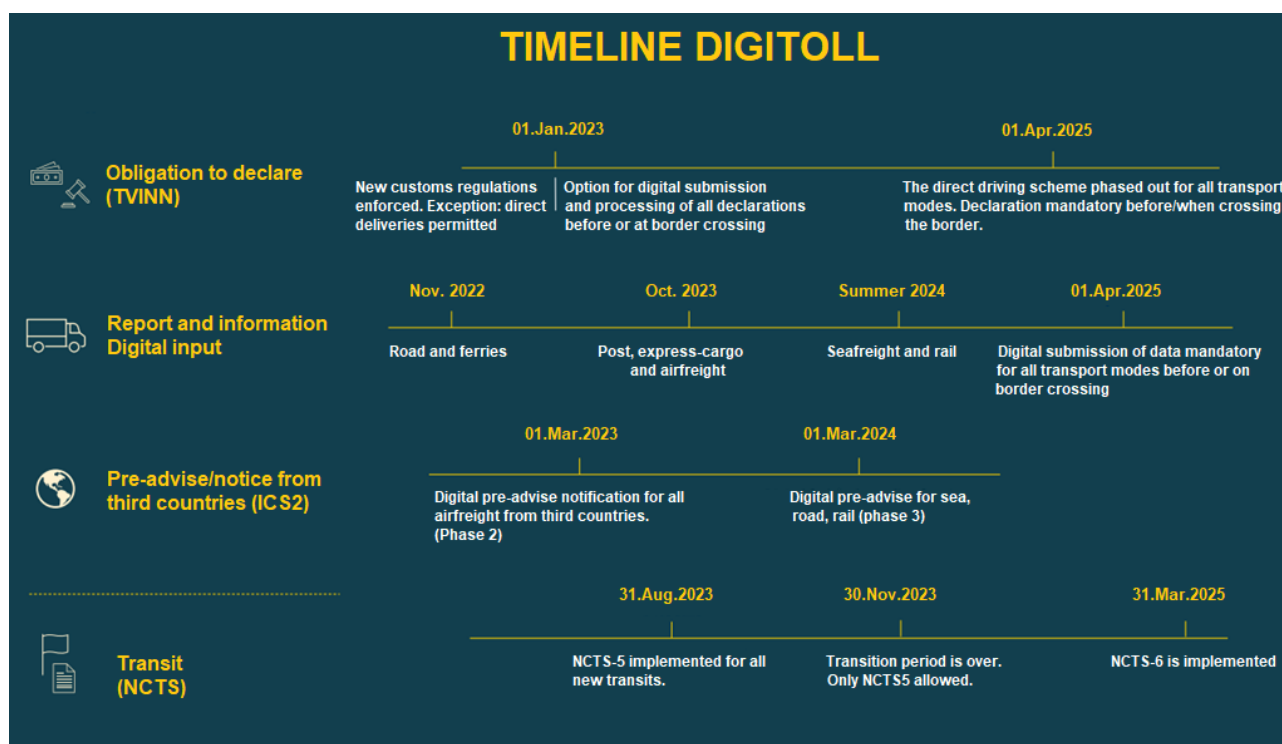 TIMELINE DIGITOLL
Obligation to declare
(TVINN)
01.Jan.2023
01.Apr.2025
New customs regulations
enforced. Exception: direct
deliveries permitted
Option for digital submission
and processing of all declarations
before or at border crossing
The direct driving scheme phased out for all transport
modes. Declaration mandatory before/when crossing
the border.
Report and information
Digital input
Nov. 2022
Oct. 2023
Summer 2024
01.Apr.2025
Road and ferries
Post, express-cargo
and airfreight
Seafreight and rail
Digital submission of data mandatory
for all transport modes before or on
border crossing
Pre-advise/notice from
third countries (ICS2)
01.Mar.2023
01.Mar.2024
Digital pre-advise notification for all
airfreight from third countries.
(Phase 2)
Digital pre-advise for sea,
road, rail (phase 3)
Transit
(NCTS)
31.Aug.2023
30.Nov.2023
31.Mar.2025
NCTS-5 implemented for all
new transits.
Transition period is over.
Only NCTS5 allowed.
NCTS-6 is implemented